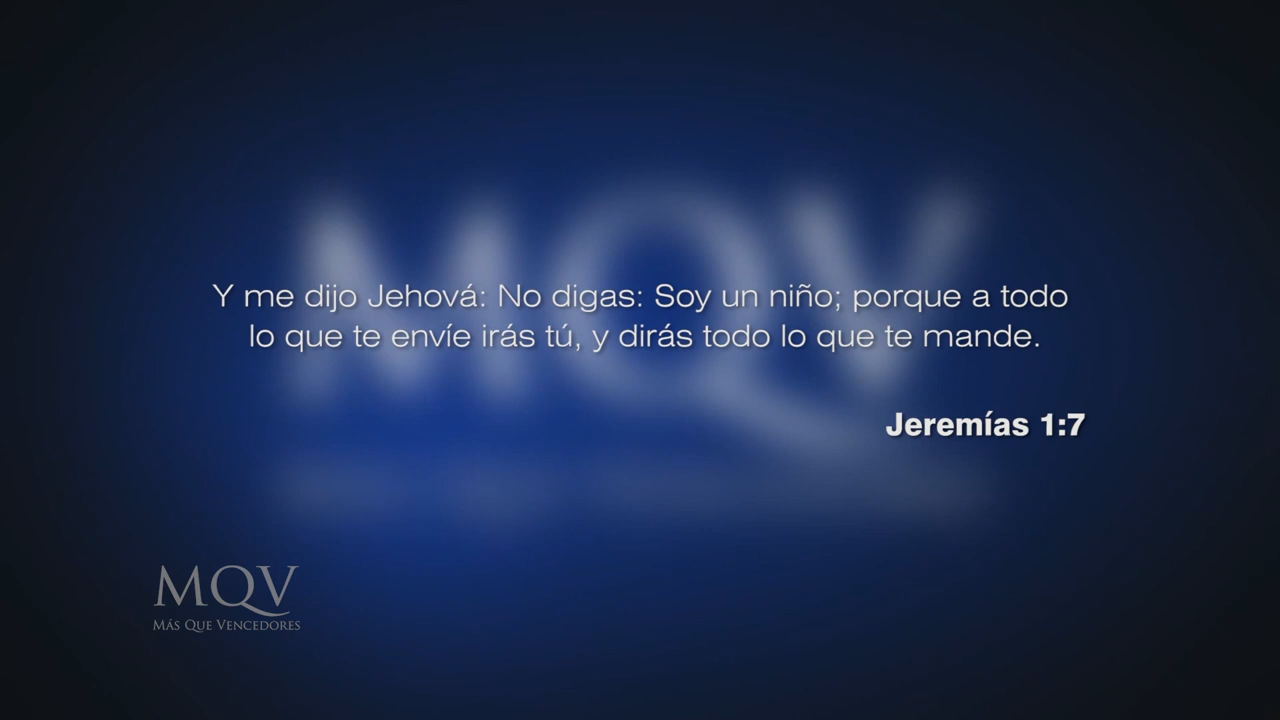 Y me dijo Jehová: No digas: Soy un niño; porque a todo
lo que te envíe irás tú, y dirás todo lo que te mande.
Jeremías 1:7
MQV
MQV
MÁS QUE VENCEDORES